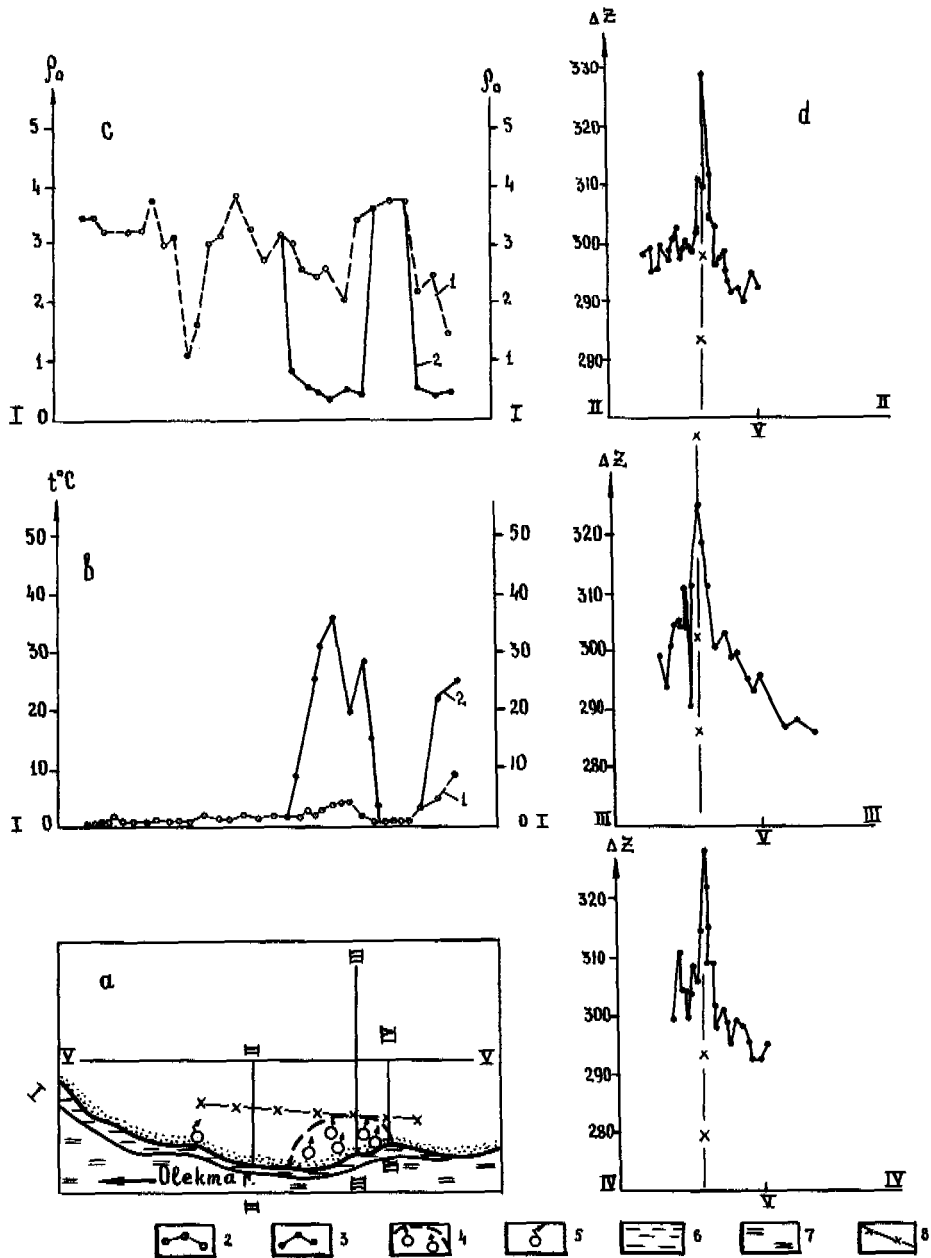 ρₐ ρₐ
c
5 5
4 4
3 3
2 2
1 1
I 0 I
1
2
t°C
b
50 50
40 40
30 30
20 20
10 10
I 0 0 I
2
1
a
V V
II
III
IV
I
Olekma r.
II
III
ΔZ
d
330
320
310
300
290
II II
V
ΔZ
320
310
300
290
280
III III
V
ΔZ
320
310
300
290
280
IV IV
V
2 3 4 5 6 7 8